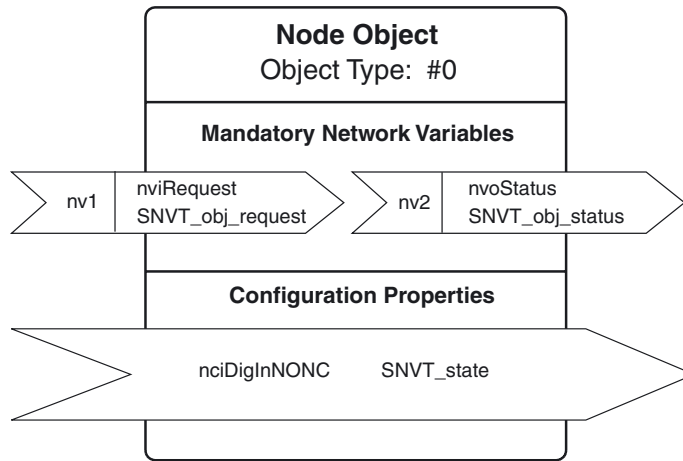 Node Object
Object Type: #0
Mandatory Network Variables
nv1
nviRequest
SNVT_obj_request
nv2
nvoStatus
SNVT_obj_status
Configuration Properties
nciDigInNONC SNVT_state